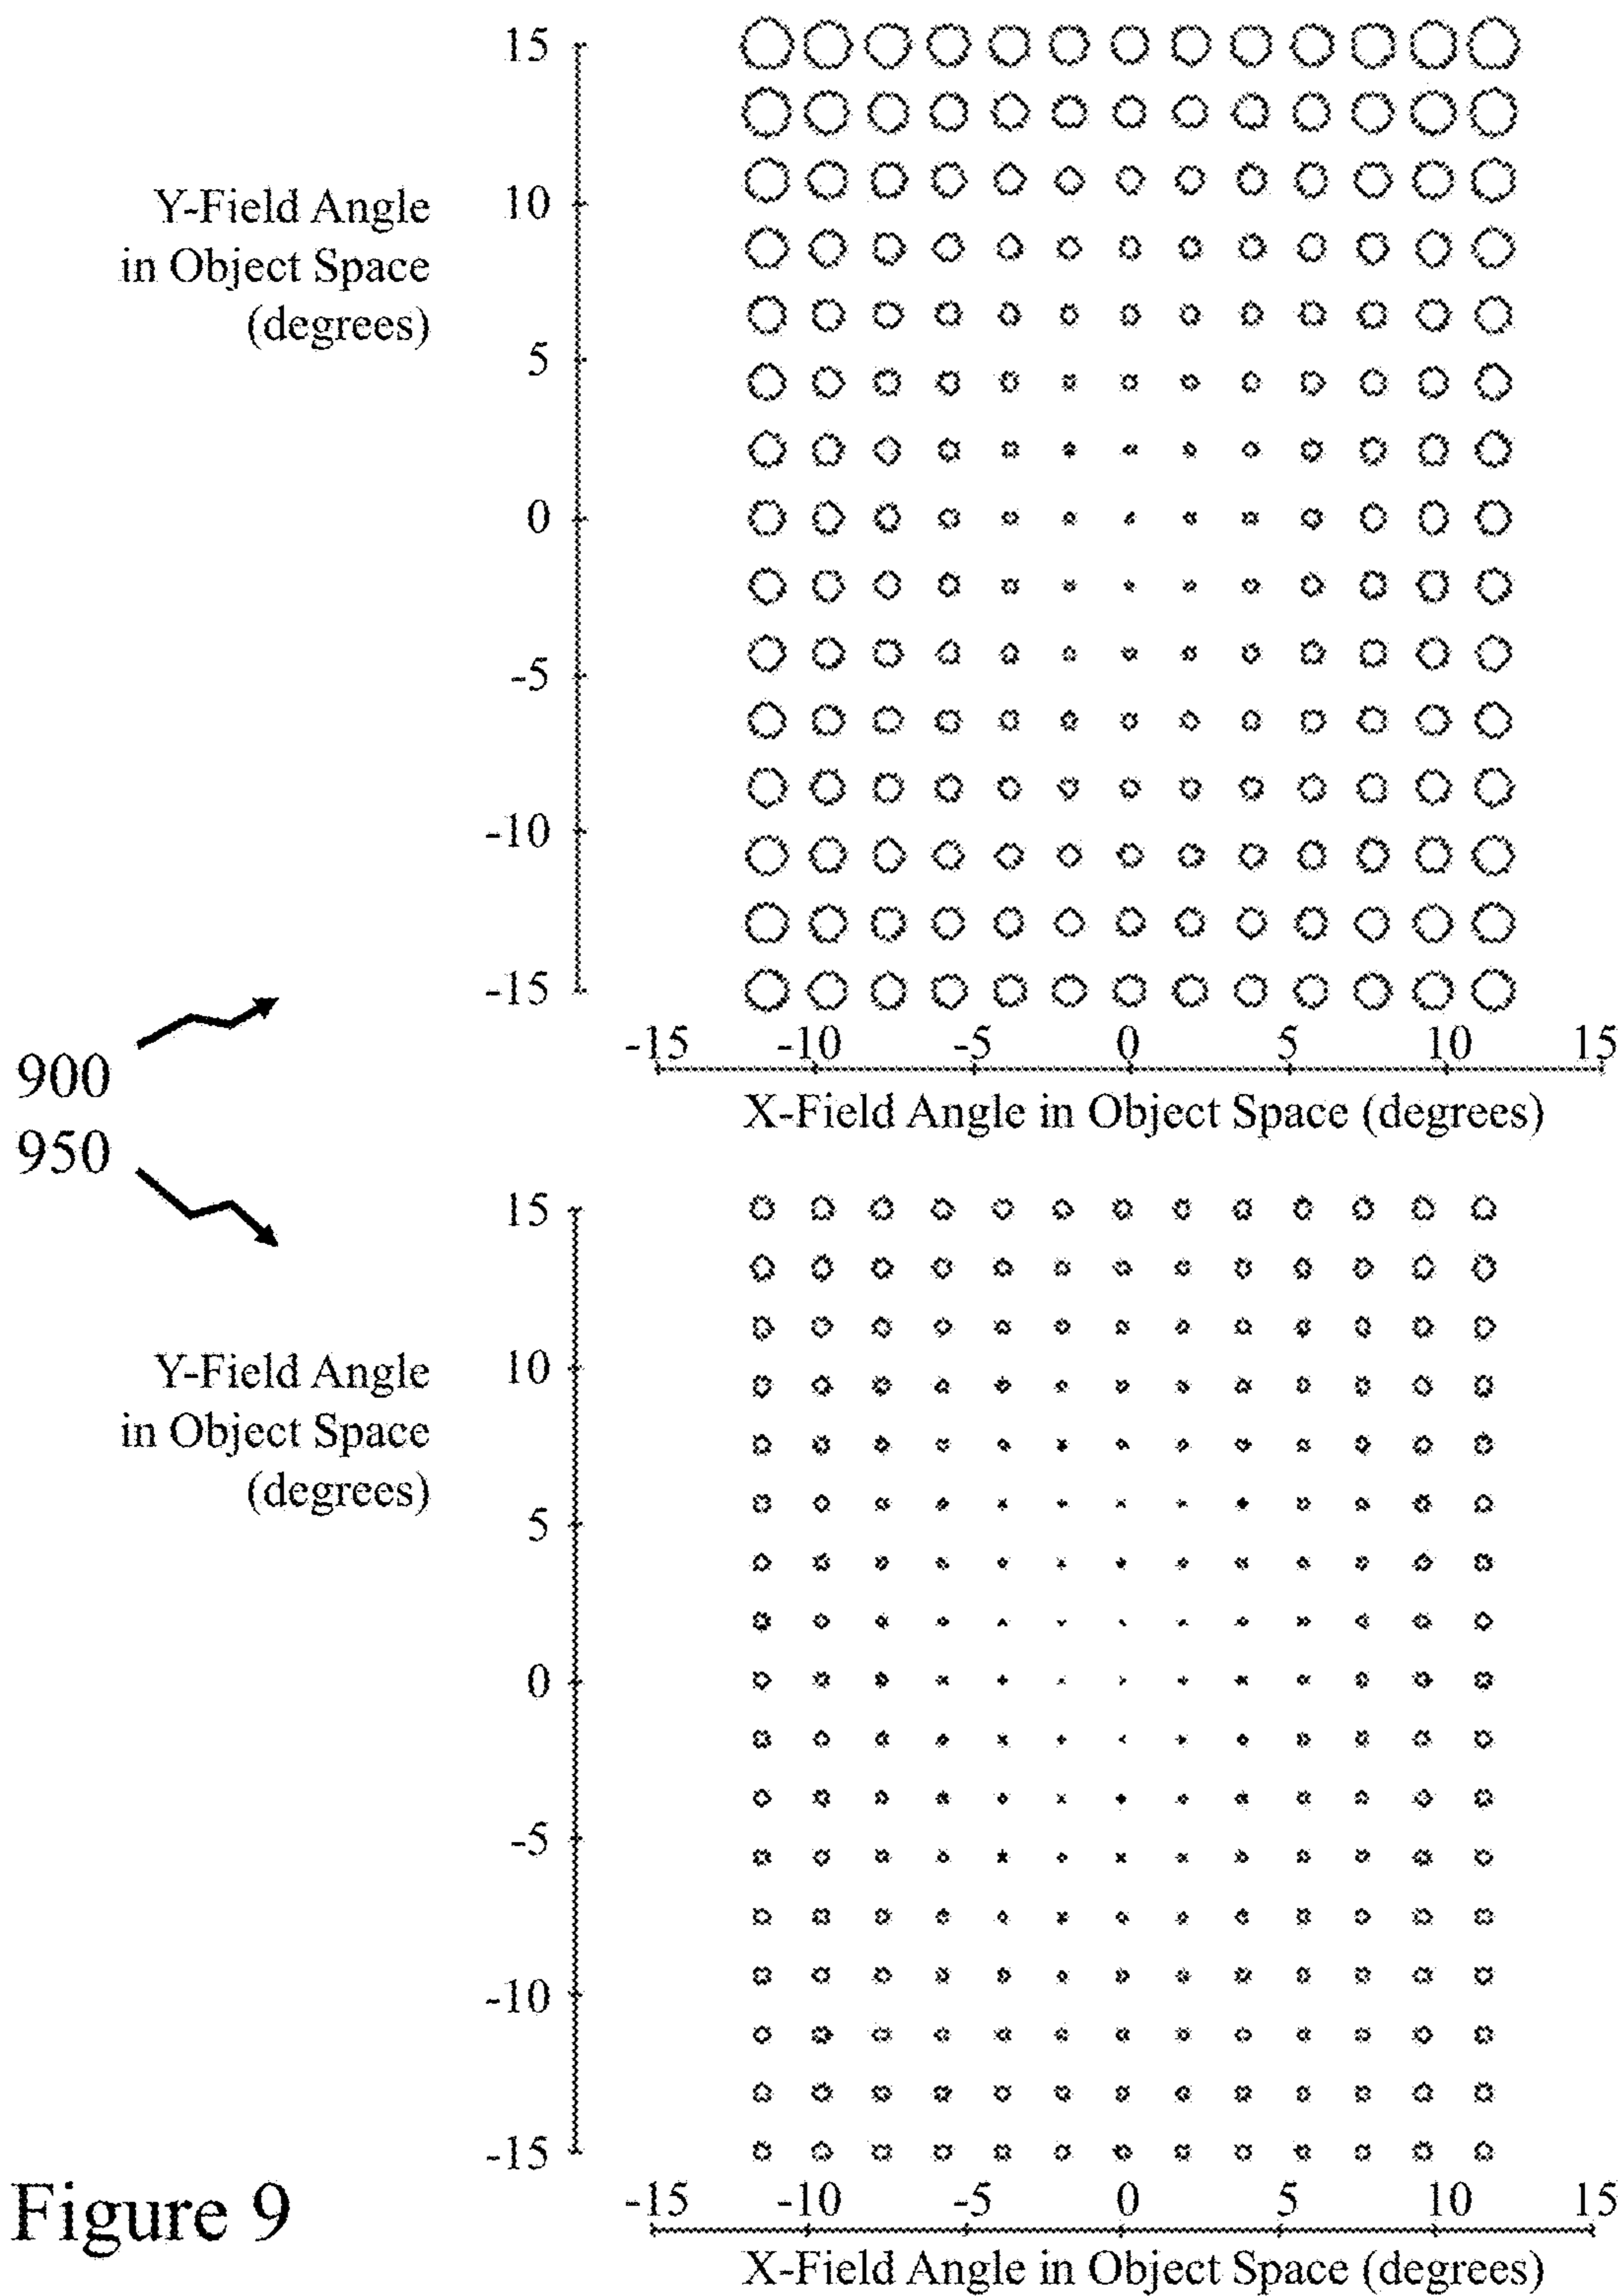 15
Y-Field Angle
in Object Space
(degrees)
10
5
0
-5
-10
-15
-15 -10 -5 0 5 10 15
X-Field Angle in Object Space (degrees)
900
950
15
Y-Field Angle
in Object Space
(degrees)
10
5
0
-5
-10
-15
-15 -10 -5 0 5 10 15
X-Field Angle in Object Space (degrees)
Figure 9